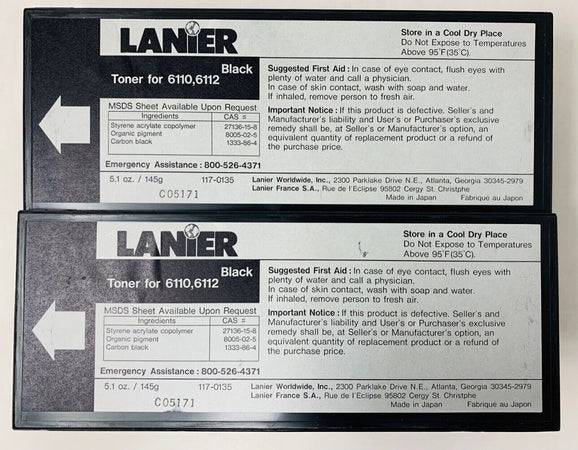 LANIER
Store in a Cool Dry Place
Do Not Expose to Temperatures
Above 95°F(35°C).
Black
Toner for 6110,6112
Suggested First Aid : In case of eye contact, flush eyes with
plenty of water and call a physician.
In case of skin contact, wash with soap and water.
If inhaled, remove person to fresh air.
MSDS Sheet Available Upon Request
Ingredients CAS #
Styrene acrylate copolymer 27136-15-8
Organic pigment 8005-02-5
Carbon black 1333-86-4
Important Notice : If this product is defective. Seller's and
Manufacturer's liability and User's or Purchaser's exclusive
remedy shall be, at Seller's or Manufacturer's option, an
equivalent quantity of replacement product or a refund of
the purchase price.
Emergency Assistance : 800-526-4371
5.1 oz. / 145g 117-0135
Lanier Worldwide, Inc., 2300 Parklake Drive N.E., Atlanta, Georgia 30345-2979
Lanier France S.A., Rue de l'Eclipse 95802 Cergy St. Christphe
Made in Japan Fabriqué au Japon
C05171
LANIER
Store in a Cool Dry Place
Do Not Expose to Temperatures
Above 95°F(35°C).
Black
Toner for 6110,6112
Suggested First Aid : In case of eye contact, flush eyes with
plenty of water and call a physician.
In case of skin contact, wash with soap and water.
If inhaled, remove person to fresh air.
MSDS Sheet Available Upon Request
Ingredients CAS #
Styrene acrylate copolymer 27136-15-8
Organic pigment 8005-02-5
Carbon black 1333-86-4
Important Notice : If this product is defective. Seller's and
Manufacturer's liability and User's or Purchaser's exclusive
remedy shall be, at Seller's or Manufacturer's option, an
equivalent quantity of replacement product or a refund of
the purchase price.
Emergency Assistance : 800-526-4371
5.1 oz. / 145g 117-0135
Lanier Worldwide, Inc., 2300 Parklake Drive N.E., Atlanta, Georgia 30345-2979
Lanier France S.A., Rue de l'Eclipse 95802 Cergy St. Christphe
Made in Japan Fabriqué au Japon
C05171